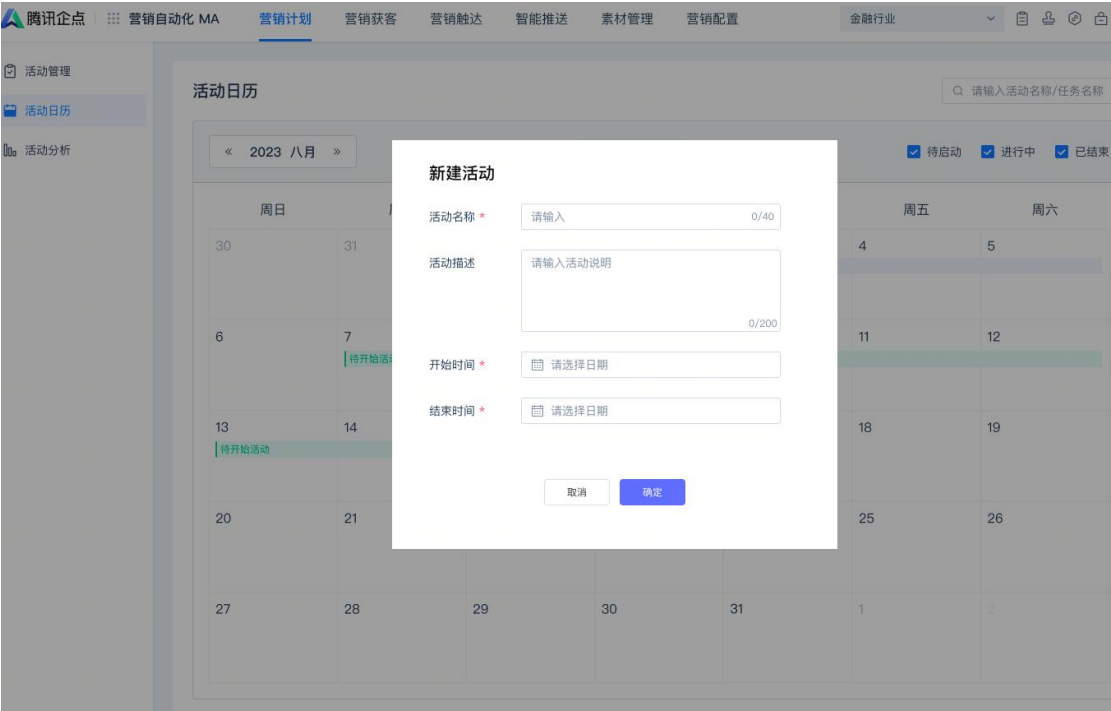 腾讯企点 营销自动化 MA 营销计划 营销获客 营销触达 智能推送 素材管理 营销配置 金融行业
活动管理
活动日历
活动分析
活动日历
请输入活动名称/任务名称
« 2023 八月 »
待启动 进行中 已结束
周日 周五 周六
30 31 4 5
6 7 11 12
待开始活
13 14 18 19
待开始活动
20 21 25 26
27 28 29 30 31 1 2
新建活动
活动名称 * 请输入 0/40
活动描述 请输入活动说明
0/200
开始时间 * 请选择日期
结束时间 * 请选择日期
取消 确定